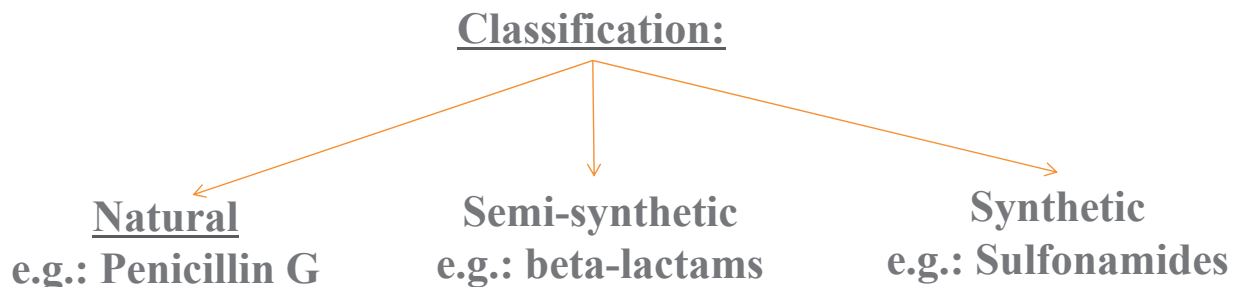 Classification:
Natural
e.g.: Penicillin G
Semi-synthetic
e.g.: beta-lactams
Synthetic
e.g.: Sulfonamides